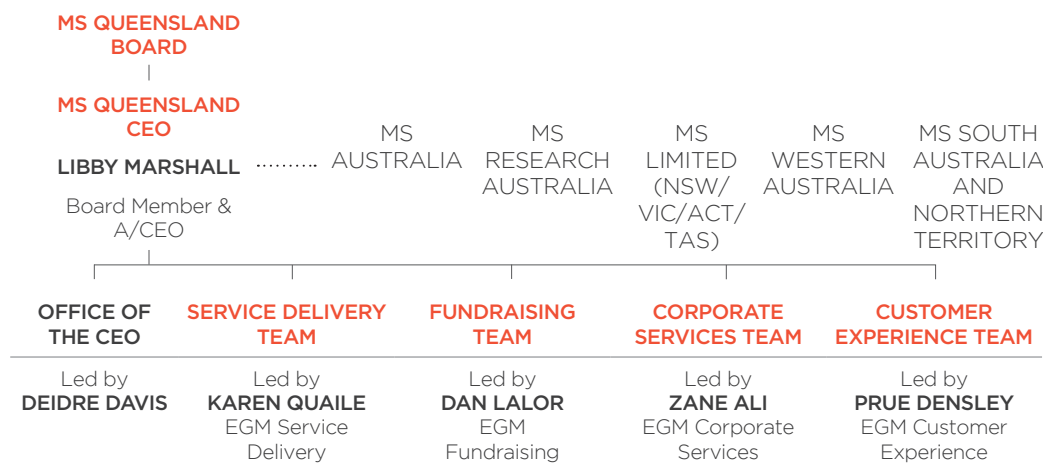 MS QUEENSLAND
BOARD
MS QUEENSLAND
CEO
LIBBY MARSHALL
Board Member &
A/CEO
MS
AUSTRALIA
MS
RESEARCH
AUSTRALIA
MS
LIMITED
(NSW/
VIC/ACT/
TAS)
MS
WESTERN
AUSTRALIA
MS SOUTH
AUSTRALIA
AND
NORTHERN
TERRITORY
OFFICE OF
THE CEO
Led by
DEIDRE DAVIS
SERVICE DELIVERY
TEAM
Led by
KAREN QUAILE
EGM Service
Delivery
FUNDRAISING
TEAM
Led by
DAN LALOR
EGM
Fundraising
CORPORATE
SERVICES TEAM
Led by
ZANE ALI
EGM Corporate
Services
CUSTOMER
EXPERIENCE TEAM
Led by
PRUE DENSLEY
EGM Customer
Experience